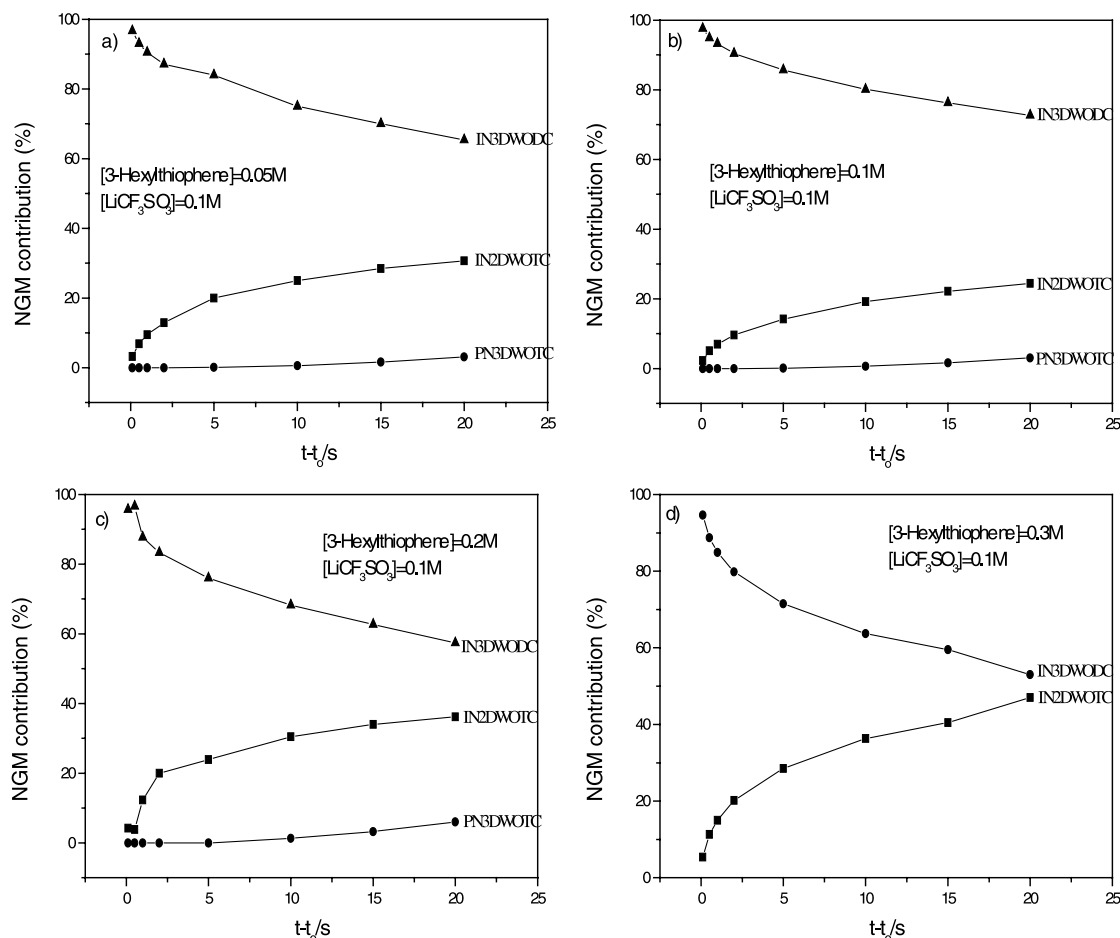 a)
NGM contribution (%)
100
80
60
40
20
0
[3-Hexylthiophene]=0.05M
[LiCF₃SO₃]=0.1M
IN3DWODC
IN2DWOTC
PN3DWOTC
0 5 10 15 20 25
t-t₀/s
b)
NGM contribution (%)
100
80
60
40
20
0
[3-Hexylthiophene]=0.1M
[LiCF₃SO₃]=0.1M
IN3DWODC
IN2DWOTC
PN3DWOTC
0 5 10 15 20 25
t-t₀/s
c)
NGM contribution (%)
100
80
60
40
20
0
[3-Hexylthiophene]=0.2M
[LiCF₃SO₃]=0.1M
IN3DWODC
IN2DWOTC
PN3DWOTC
0 5 10 15 20 25
t-t₀/s
d)
NGM contribution (%)
100
80
60
40
20
0
[3-Hexylthiophene]=0.3M
[LiCF₃SO₃]=0.1M
IN3DWODC
IN2DWOTC
0 5 10 15 20 25
t-t₀/s